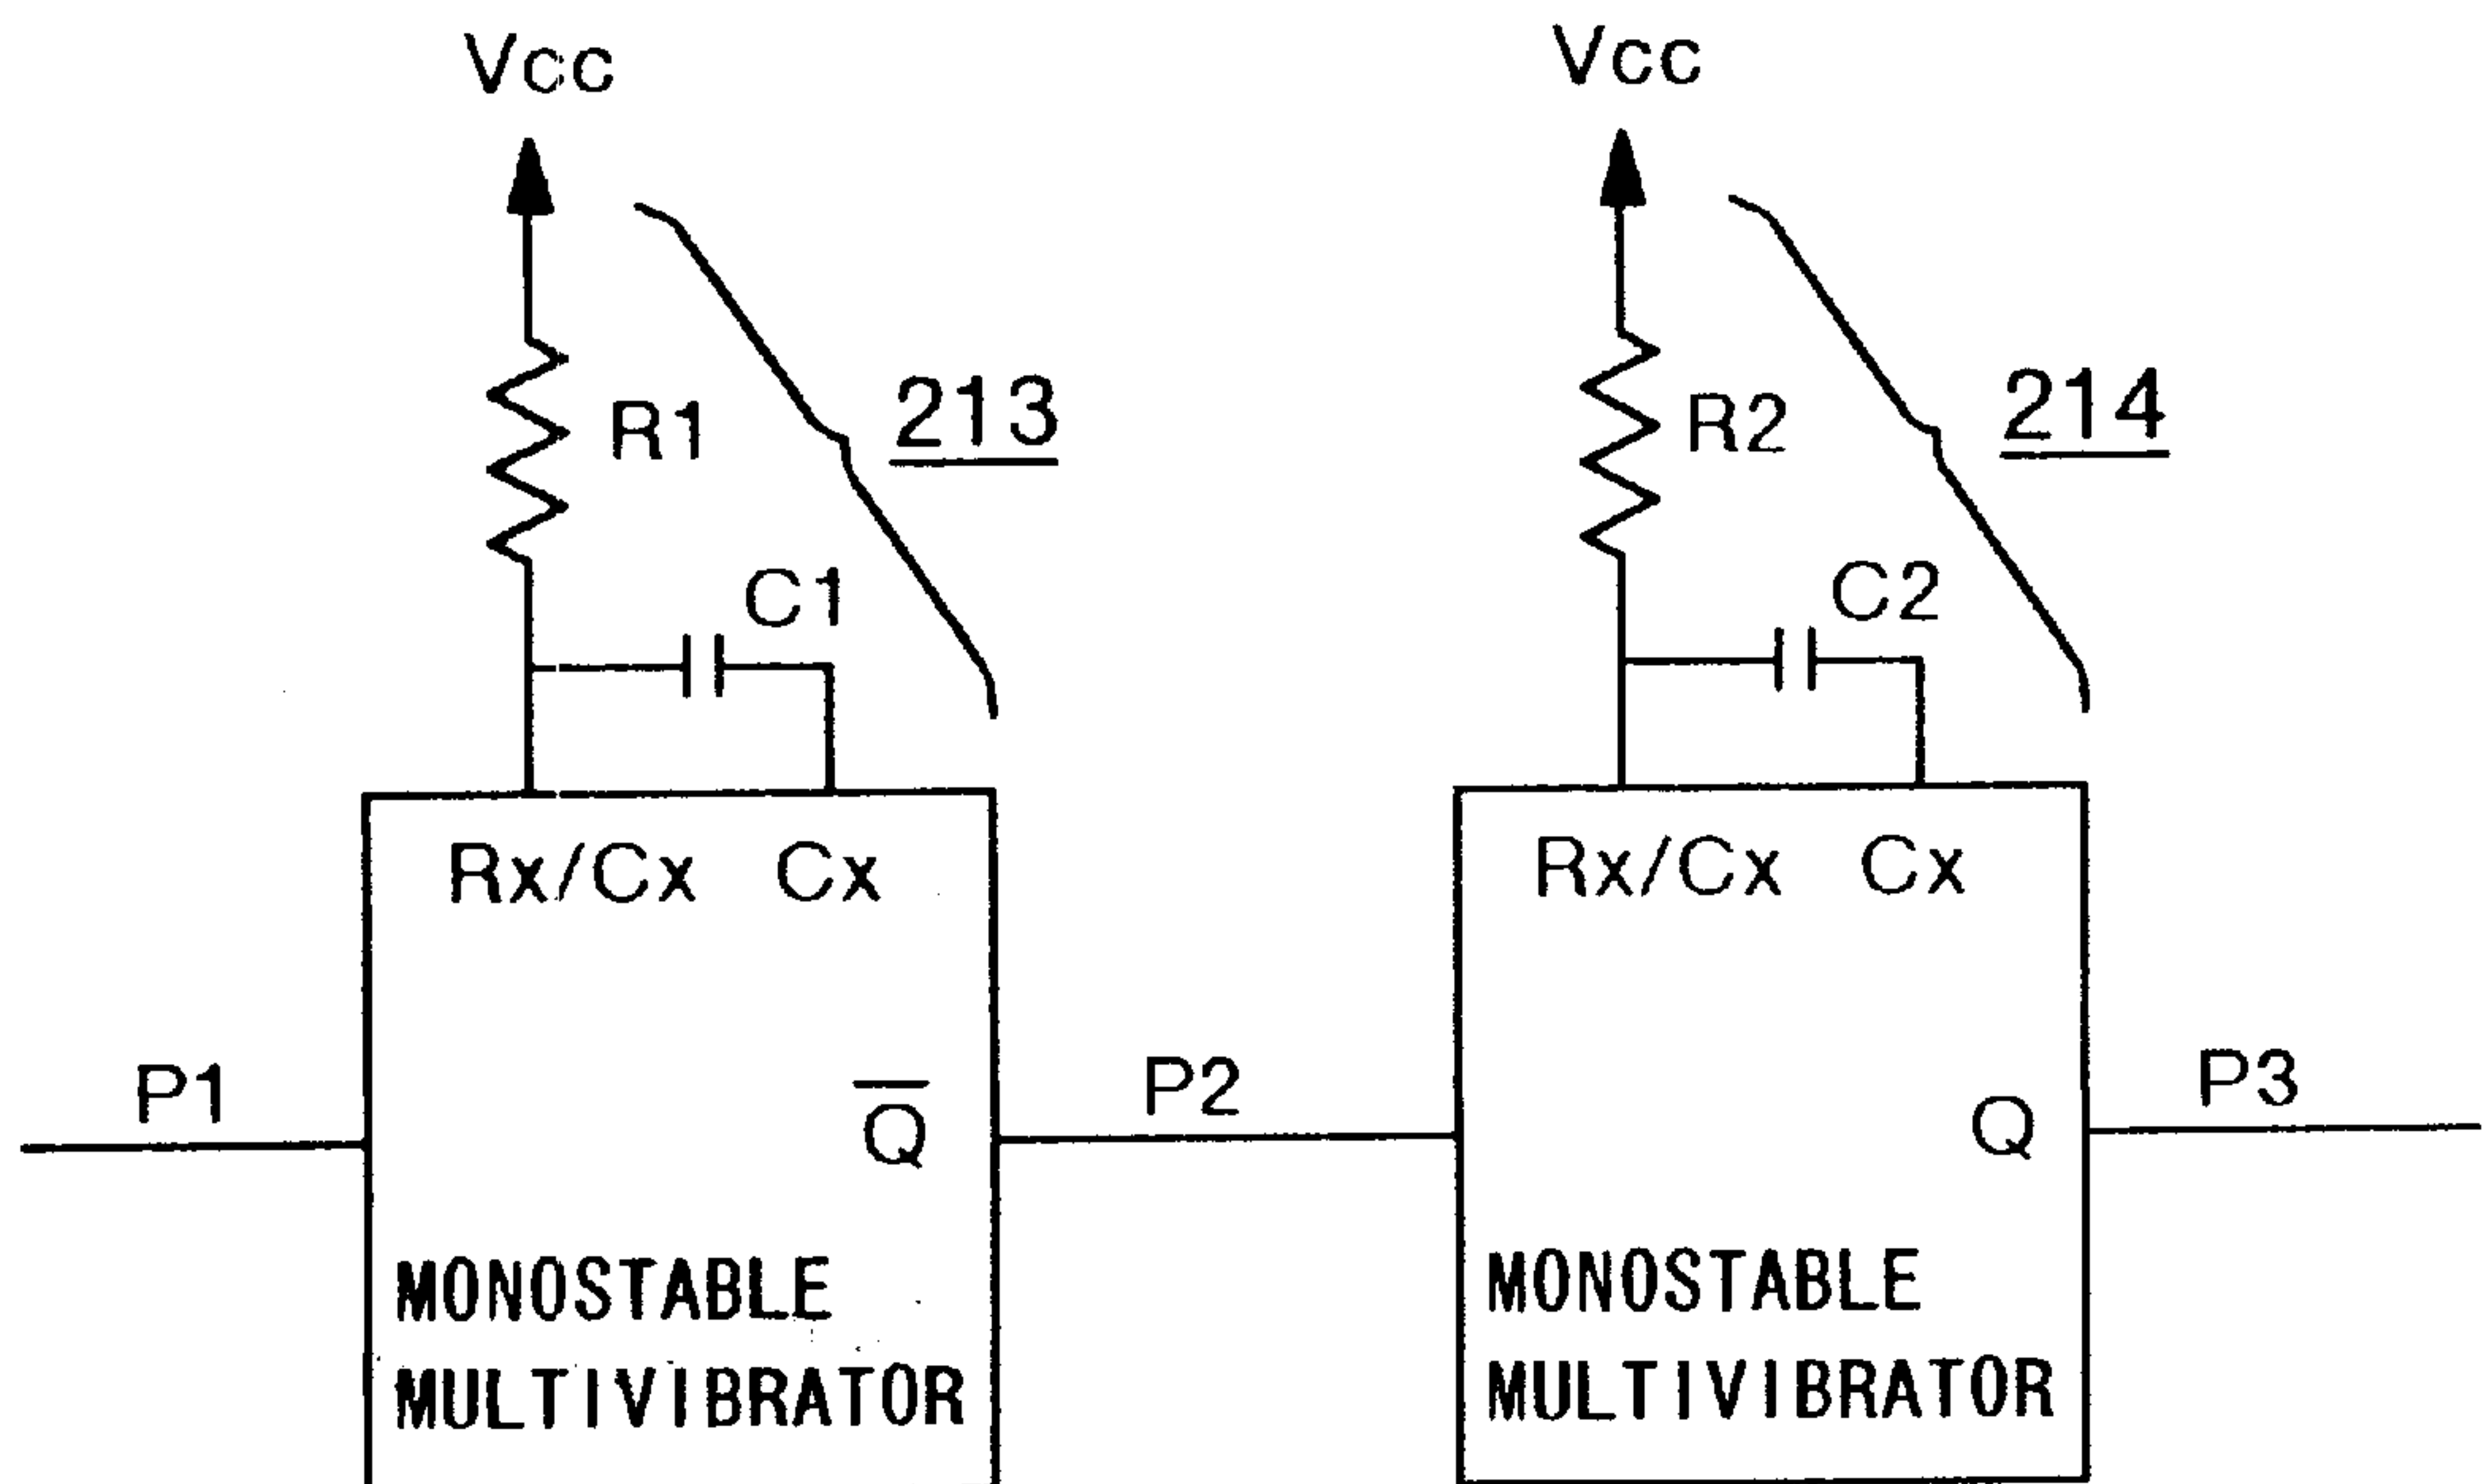 Vcc
Vcc
R1
213
R2
214
C1
C2
Rx/Cx Cx
Rx/Cx Cx
P1
Q̅
P2
Q
P3
MONOSTABLE
MULTIVIBRATOR
MONOSTABLE
MULTIVIBRATOR